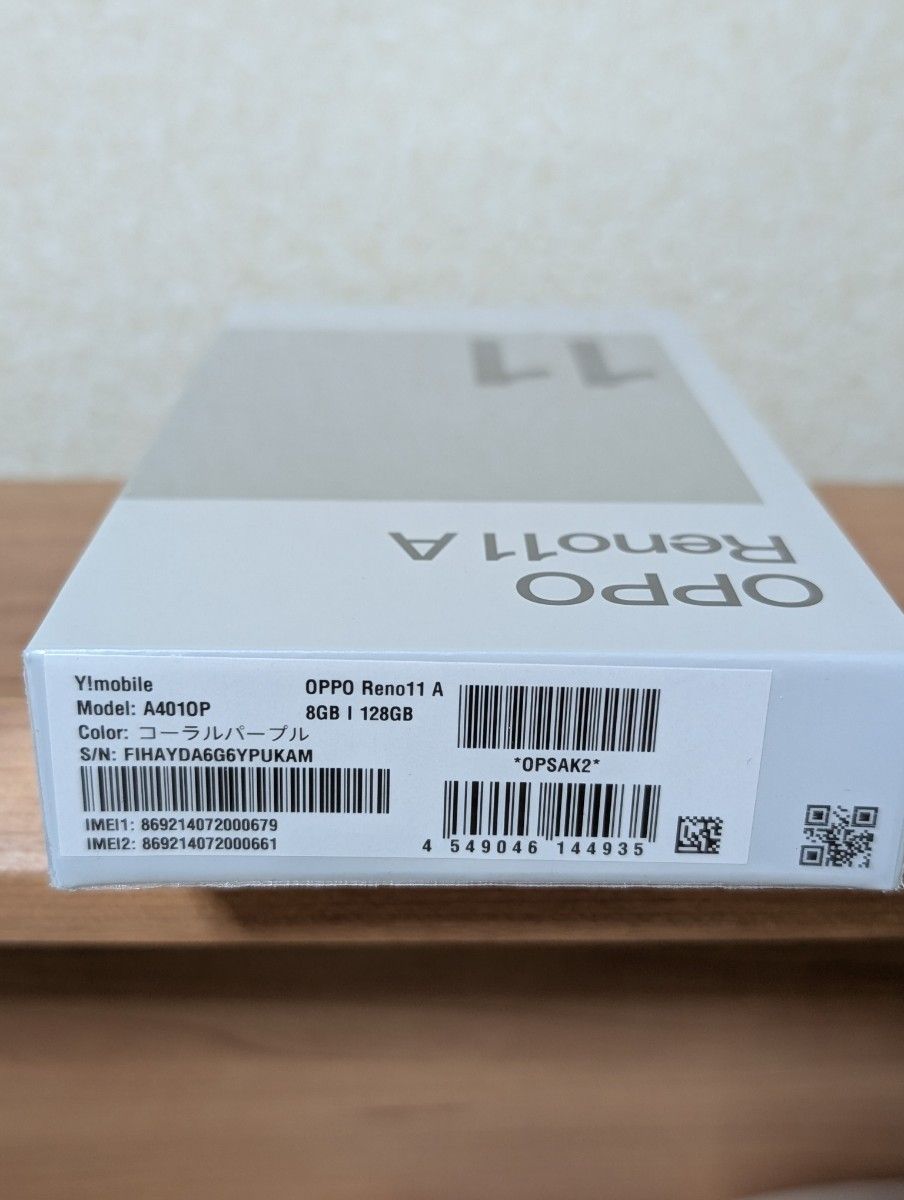 11
OPPO
Reno11 A
Y!mobile
Model: A401OP
Color: コーラルパープル
S/N: FIHAYDA6G6YPUKAM
IMEI1: 869214072000679
IMEI2: 869214072000661
OPPO Reno11 A
8GB | 128GB
*OPSAK2*
4 549046 144935